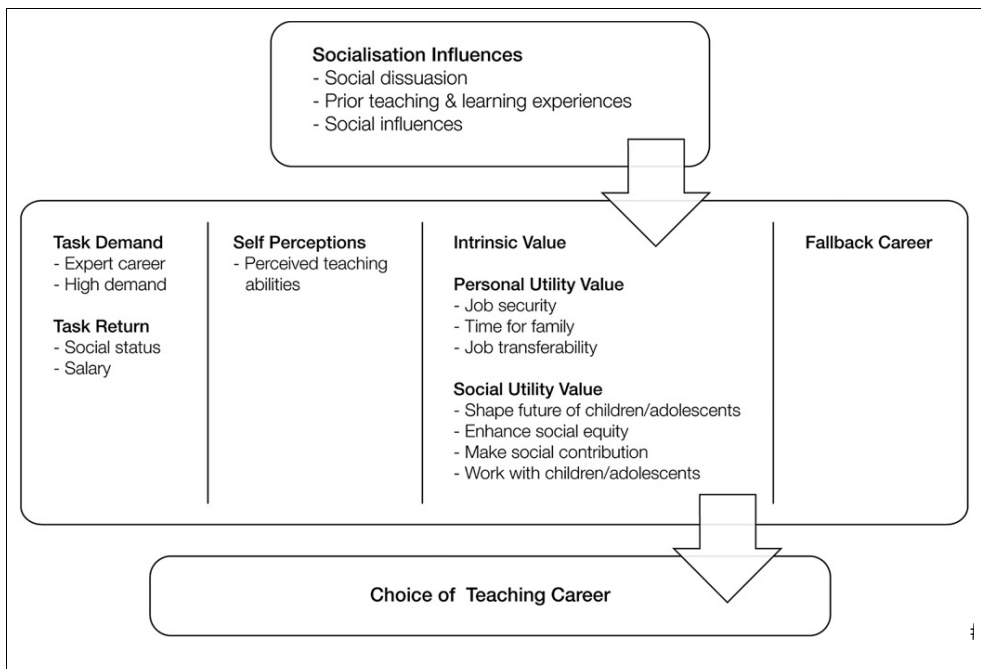 Socialisation Influences
- Social dissuasion
- Prior teaching & learning experiences
- Social influences
Task Demand
- Expert career
- High demand
Task Return
- Social status
- Salary
Self Perceptions
- Perceived teaching
abilities
Intrinsic Value
Personal Utility Value
- Job security
- Time for family
- Job transferability
Social Utility Value
- Shape future of children/adolescents
- Enhance social equity
- Make social contribution
- Work with children/adolescents
Fallback Career
Choice of Teaching Career